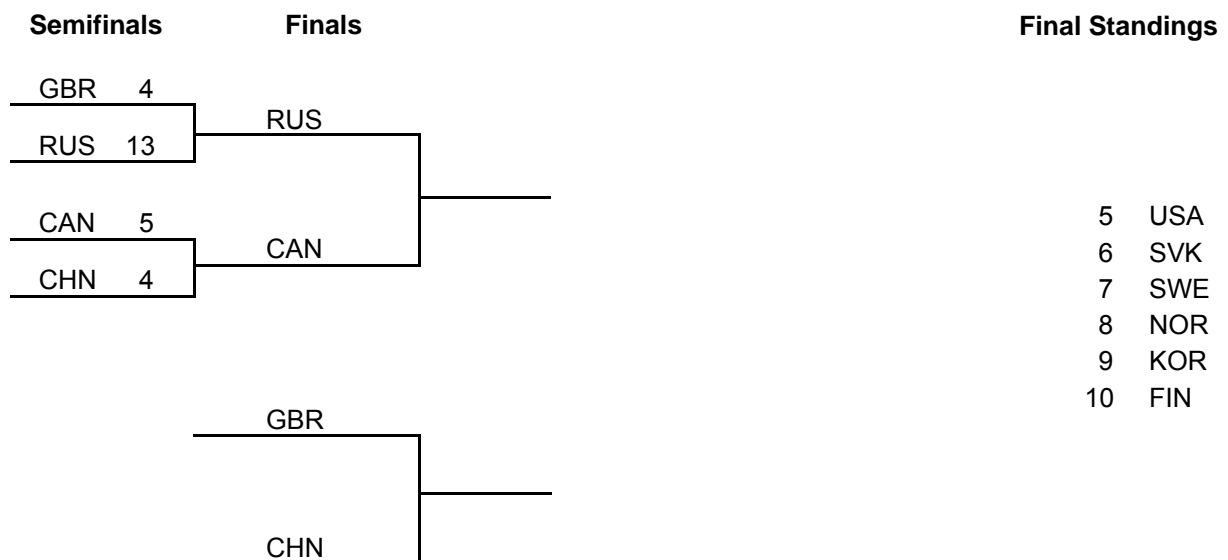 Semifinals Finals Final Standings
GBR 4
RUS
RUS 13
CAN 5
CAN
CHN 4
5 USA
6 SVK
7 SWE
8 NOR
9 KOR
10 FIN
GBR
CHN